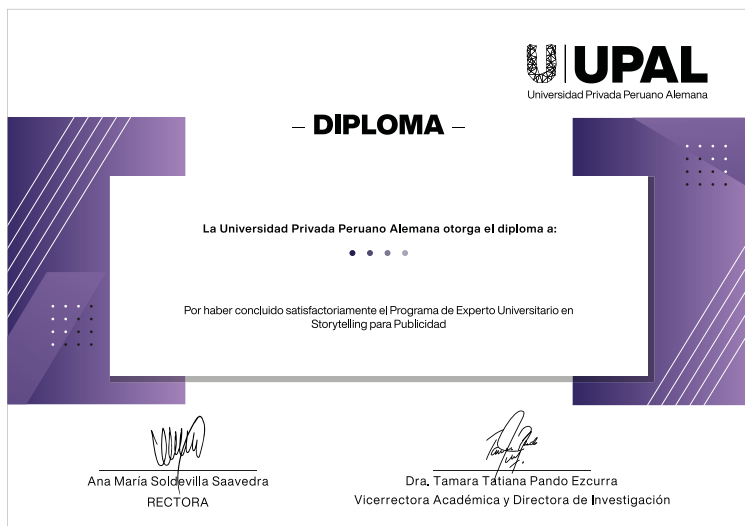 UPAL
Universidad Privada Peruano Alemana
– DIPLOMA –
La Universidad Privada Peruano Alemana otorga el diploma a:
Por haber concluido satisfactoriamente el Programa de Experto Universitario en
Storytelling para Publicidad
Ana María Soldevilla Saavedra
RECTORA
Dra. Tamara Tatiana Pando Ezcurra
Vicerrectora Académica y Directora de Investigación